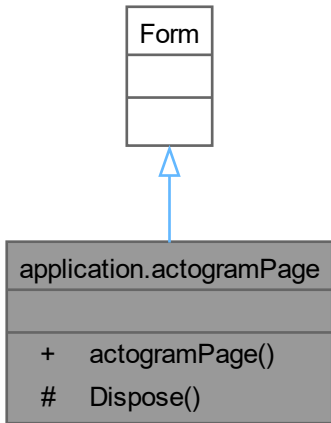 Form
application.actogramPage
+ actogramPage()
# Dispose()